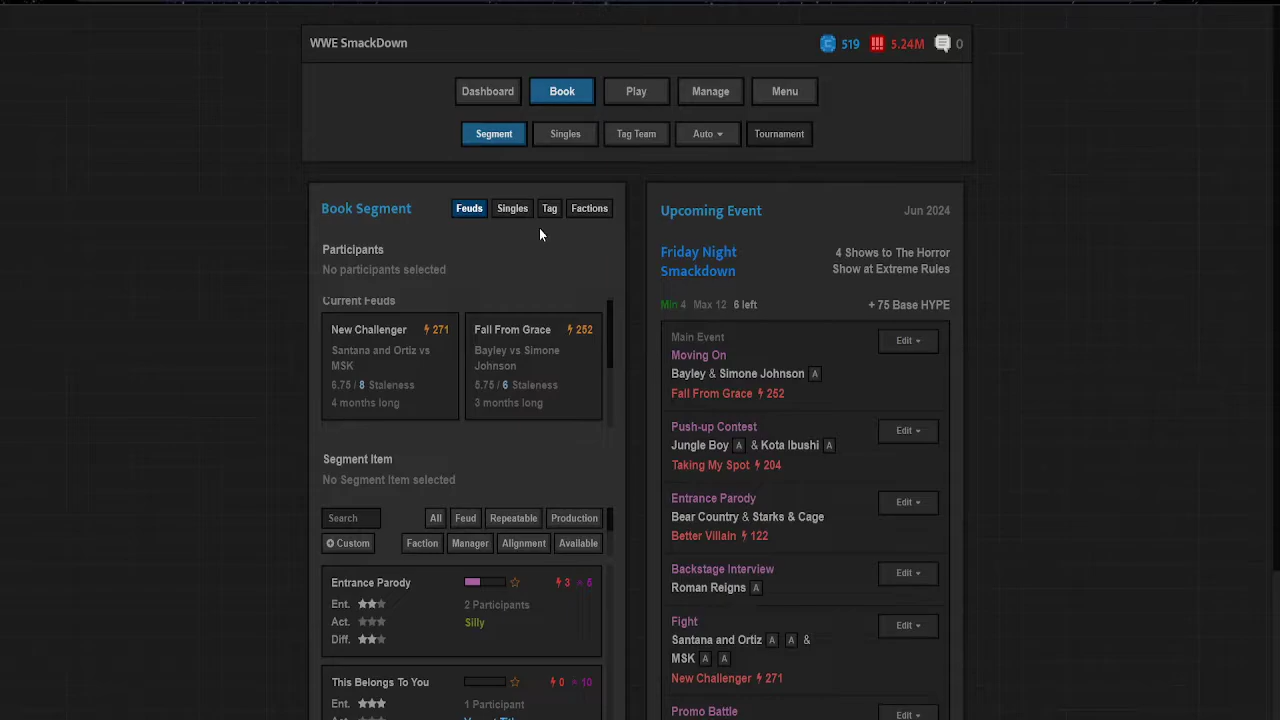 WWE SmackDown
519 5.24M 0
Dashboard Book Play Manage Menu
Segment Singles Tag Team Auto Tournament
Book Segment Feuds Singles Tag Factions
Participants
No participants selected
Current Feuds
New Challenger 271
Santana and Ortiz vs
MSK
6.75 / 8 Staleness
4 months long
Fall From Grace 252
Bayley vs Simone
Johnson
5.75 / 6 Staleness
3 months long
Segment Item
No Segment Item selected
Search All Feud Repeatable Production
Custom Faction Manager Alignment Available
Entrance Parody 3 6
Ent. 2 Participants
Act. Silly
Diff.
This Belongs To You 0 10
Ent. 1 Participant
Upcoming Event Jun 2024
Friday Night
Smackdown
4 Shows to The Horror
Show at Extreme Rules
Min 4 Max 12 6 left + 75 Base HYPE
Main Event Edit
Moving On
Bayley & Simone Johnson A
Fall From Grace 252
Push-up Contest Edit
Jungle Boy A & Kota Ibushi A
Taking My Spot 204
Entrance Parody Edit
Bear Country & Starks & Cage
Better Villain 122
Backstage Interview Edit
Roman Reigns A
Fight Edit
Santana and Ortiz A A &
MSK A A
New Challenger 271
Promo Battle Edit